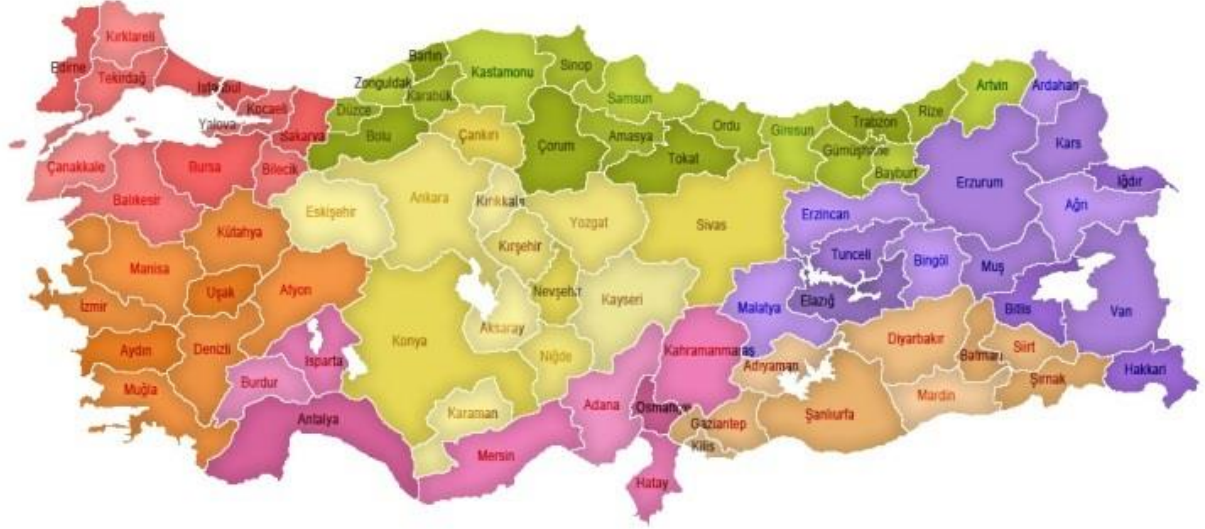 Kırklareli
Edirne
Tekirdağ
İstanbul
Kocaeli
Yalova
Sakarya
Çanakkale
Balıkesir
Bursa
Bilecik
Bartın
Zonguldak
Karabük
Kastamonu
Sinop
Düzce
Bolu
Çankırı
Çorum
Samsun
Amasya
Tokat
Ordu
Giresun
Gümüşhane
Trabzon
Bayburt
Rize
Artvin
Ardahan
Kars
Iğdır
Ağrı
Erzurum
Erzincan
Tunceli
Bingöl
Muş
Elazığ
Malatya
Bitlis
Van
Hakkari
Eskişehir
Ankara
Kırıkkale
Kırşehir
Yozgat
Sivas
Nevşehir
Kayseri
Aksaray
Niğde
Konya
Karaman
Kütahya
Manisa
Uşak
Afyon
İzmir
Aydın
Denizli
Muğla
Isparta
Burdur
Antalya
Mersin
Adana
Osmaniye
Kahramanmaraş
Hatay
Adıyaman
Gaziantep
Kilis
Şanlıurfa
Diyarbakır
Batman
Siirt
Şırnak
Mardin